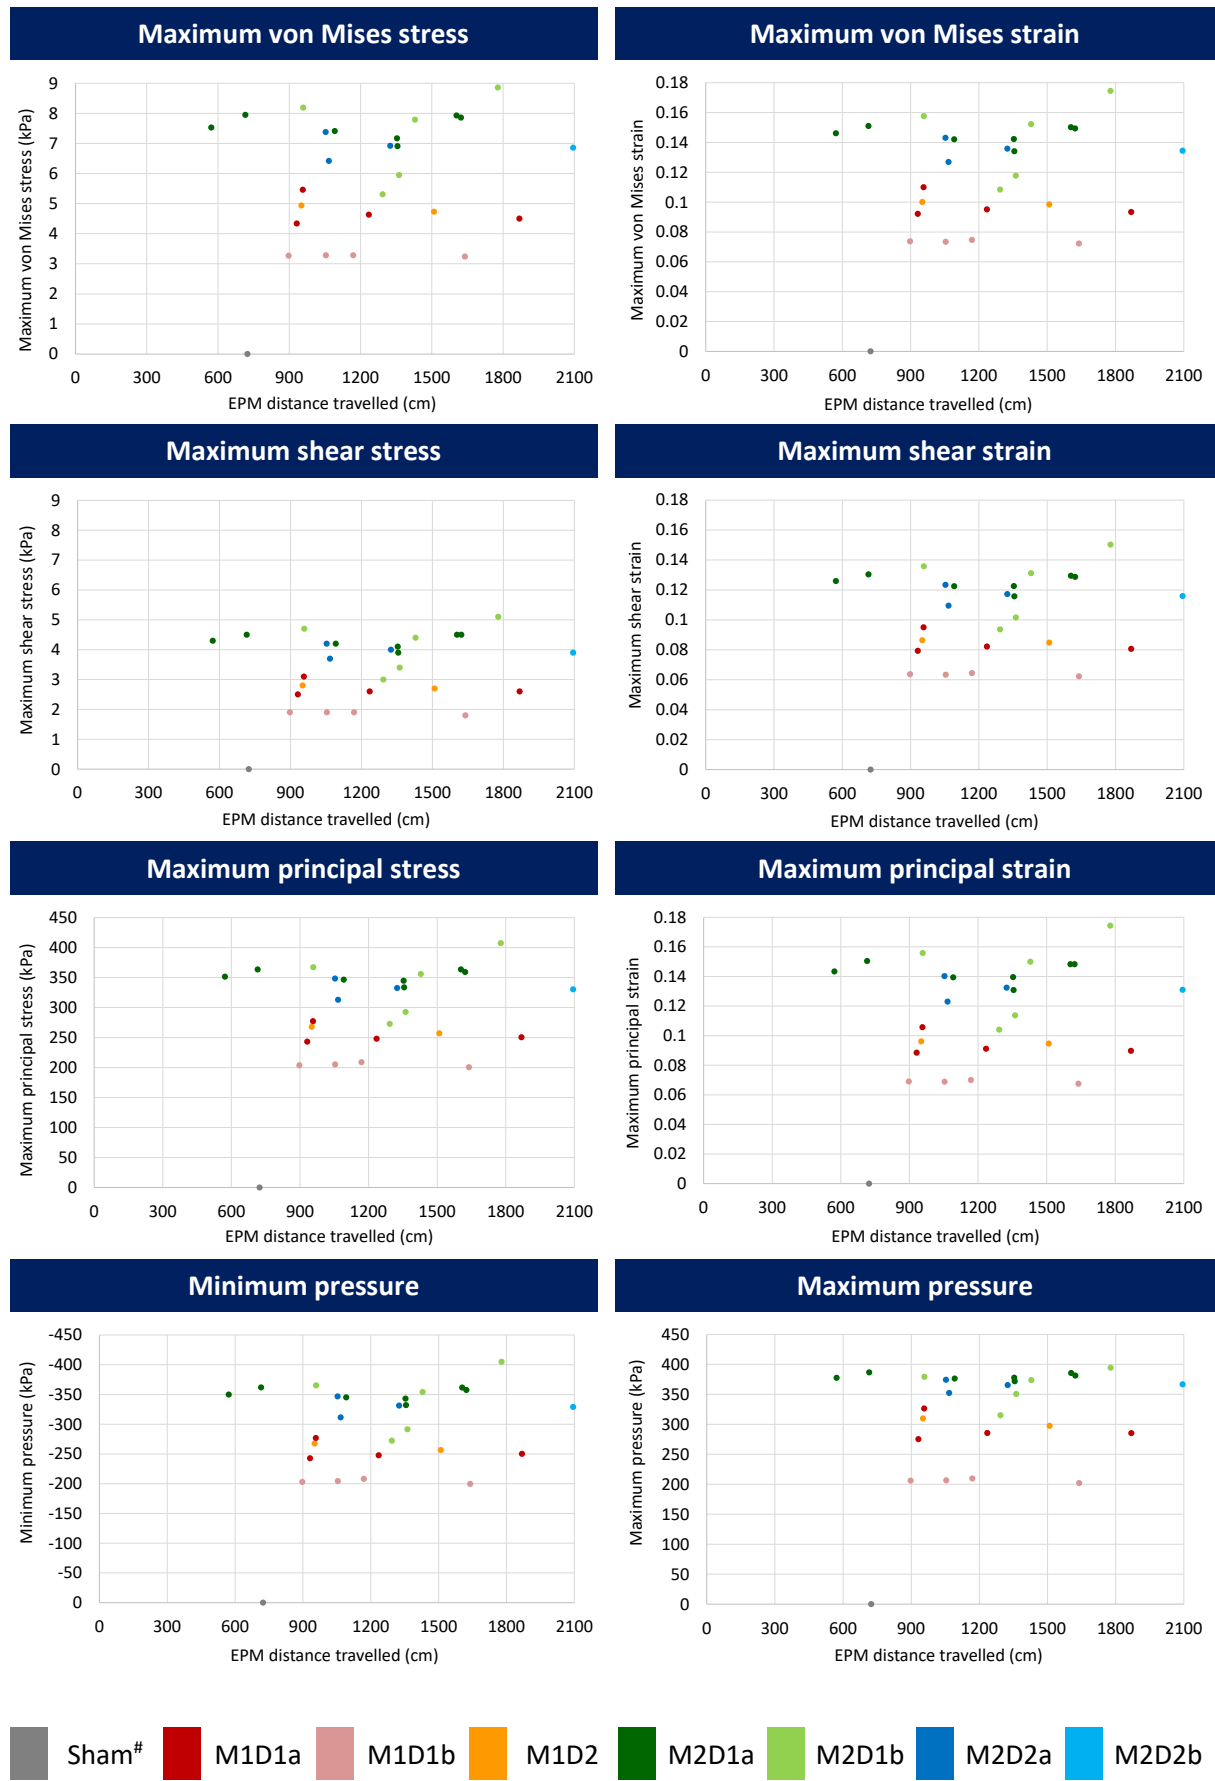 Maximum von Mises stress
Maximum von Mises stress (kPa)
9
8
7
6
5
4
3
2
1
0
0 300 600 900 1200 1500 1800 2100
EPM distance travelled (cm)
Maximum von Mises strain
Maximum von Mises strain
0.18
0.16
0.14
0.12
0.1
0.08
0.06
0.04
0.02
0
0 300 600 900 1200 1500 1800 2100
EPM distance travelled (cm)
Maximum shear stress
Maximum shear stress (kPa)
9
8
7
6
5
4
3
2
1
0
0 300 600 900 1200 1500 1800 2100
EPM distance travelled (cm)
Maximum shear strain
Maximum shear strain
0.18
0.16
0.14
0.12
0.1
0.08
0.06
0.04
0.02
0
0 300 600 900 1200 1500 1800 2100
EPM distance travelled (cm)
Maximum principal stress
Maximum principal stress (kPa)
450
400
350
300
250
200
150
100
50
0
0 300 600 900 1200 1500 1800 2100
EPM distance travelled (cm)
Maximum principal strain
Maximum principal strain
0.18
0.16
0.14
0.12
0.1
0.08
0.06
0.04
0.02
0
0 300 600 900 1200 1500 1800 2100
EPM distance travelled (cm)
Minimum pressure
Minimum pressure (kPa)
-450
-400
-350
-300
-250
-200
-150
-100
-50
0
0 300 600 900 1200 1500 1800 2100
EPM distance travelled (cm)
Maximum pressure
Maximum pressure (kPa)
450
400
350
300
250
200
150
100
50
0
0 300 600 900 1200 1500 1800 2100
EPM distance travelled (cm)
Sham# M1D1a M1D1b M1D2 M2D1a M2D1b M2D2a M2D2b